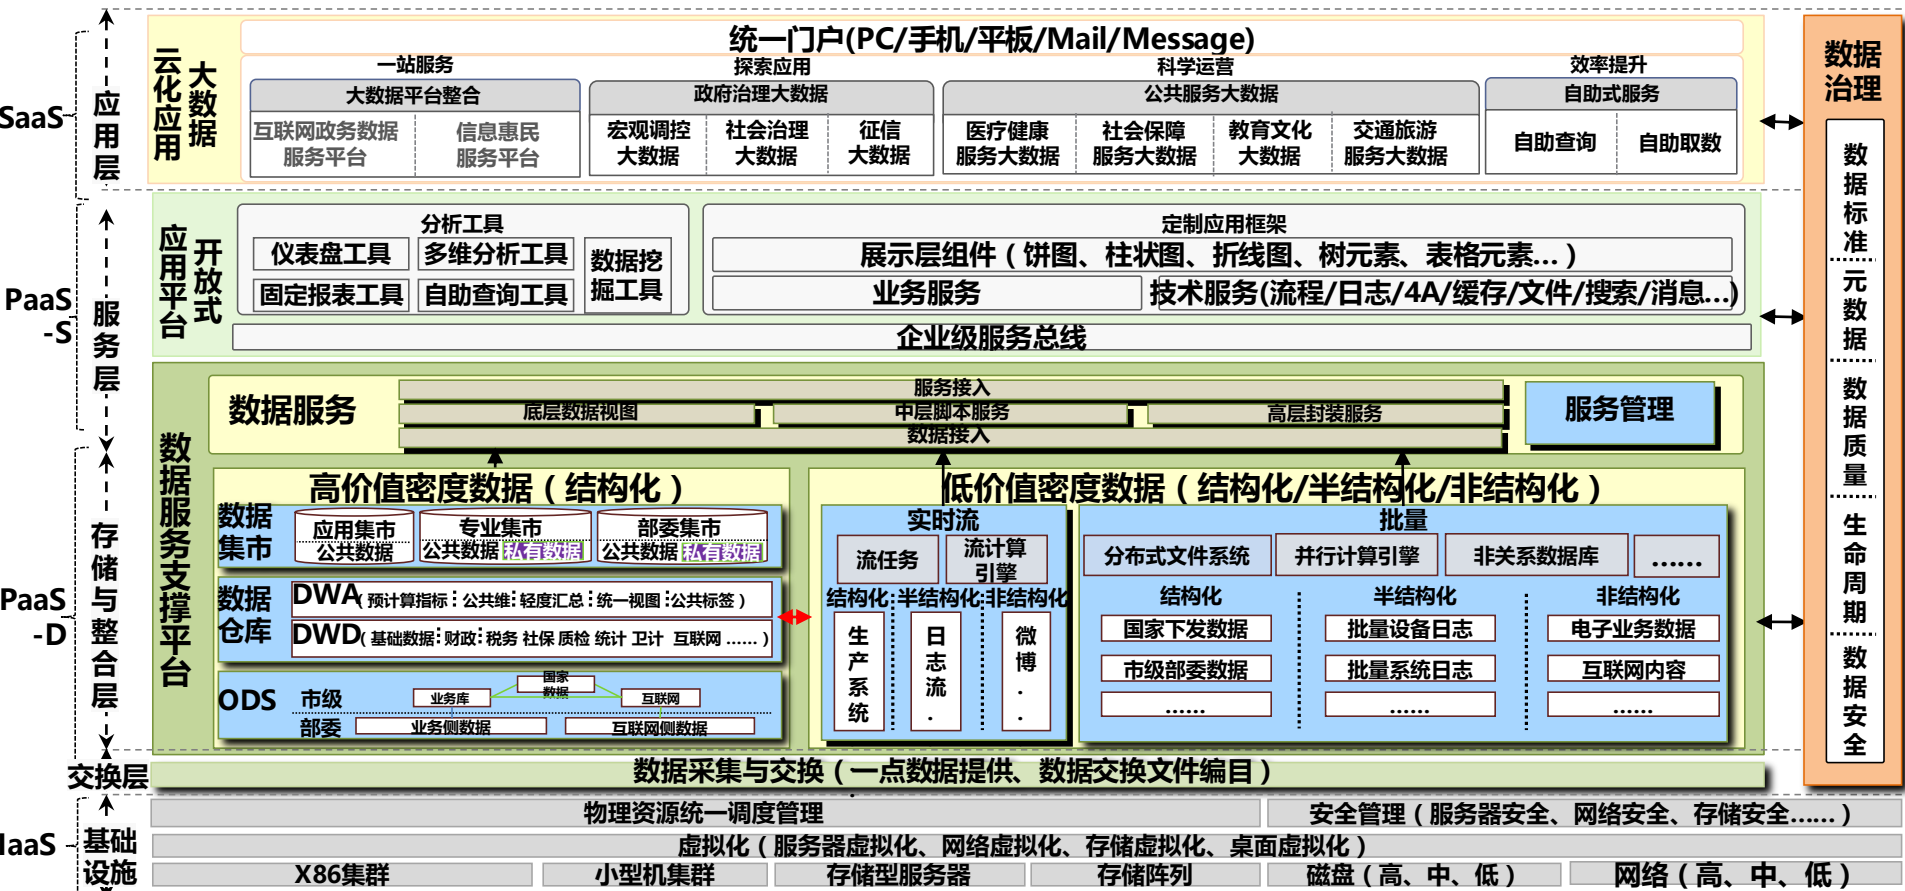 统一门户(PC/手机/平板/Mail/Message)
SaaS
应用层
大数据
云化应用
一站服务
大数据平台整合
互联网政务数据
服务平台
信息惠民
服务平台
探索应用
政府治理大数据
宏观调控
大数据
社会治理
大数据
征信
大数据
科学运营
公共服务大数据
医疗健康
服务大数据
社会保障
服务大数据
教育文化
大数据
交通旅游
服务大数据
效率提升
自助式服务
自助查询
自助取数
数据
治理
数据标准
元数据
数据质量
生命周期
数据安全
PaaS
-S
服务层
开放式
应用平台
分析工具
仪表盘工具
多维分析工具
固定报表工具
自助查询工具
数据挖
掘工具
定制应用框架
展示层组件（饼图、柱状图、折线图、树元素、表格元素...）
业务服务
技术服务(流程/日志/4A/缓存/文件/搜索/消息...)
企业级服务总线
数据服务支撑平台
数据服务
服务接入
底层数据视图
中层脚本服务
高层封装服务
数据接入
服务管理
PaaS
-D
存储与整合层
高价值密度数据（结构化）
数据
集市
应用集市
公共数据
专业集市
公共数据 私有数据
部委集市
公共数据 私有数据
数据
仓库
DWA（预计算指标 公共维 轻度汇总 统一视图 公共标签）
DWD（基础数据 财政 税务 社保 质检 统计 卫计 互联网 ......）
ODS
市级
业务库
国家
数据
互联网
部委
业务侧数据
互联网侧数据
低价值密度数据（结构化/半结构化/非结构化）
实时流
流任务
流计算
引擎
结构化
半结构化
非结构化
生产系统
日志流.
微博..
批量
分布式文件系统
并行计算引擎
非关系数据库
......
结构化
国家下发数据
市级部委数据
......
半结构化
批量设备日志
批量系统日志
......
非结构化
电子业务数据
互联网内容
......
交换层
数据采集与交换（一点数据提供、数据交换文件编目）
IaaS
基础
设施
物理资源统一调度管理
安全管理（服务器安全、网络安全、存储安全......）
虚拟化（服务器虚拟化、网络虚拟化、存储虚拟化、桌面虚拟化）
X86集群
小型机集群
存储型服务器
存储阵列
磁盘（高、中、低）
网络（高、中、低）